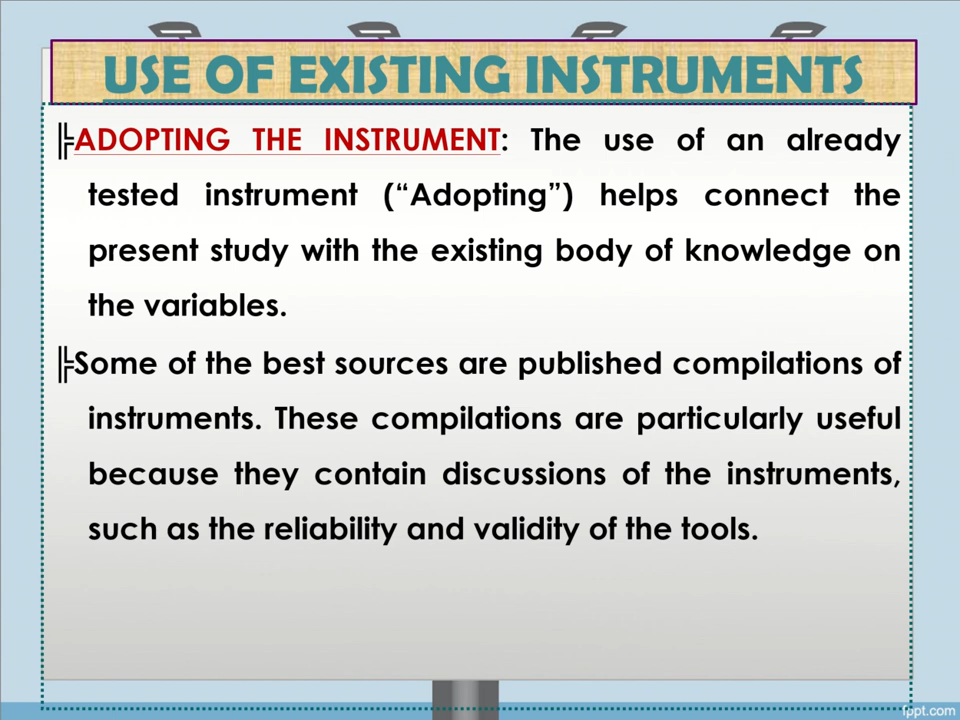 USE OF EXISTING INSTRUMENTS
╠ADOPTING THE INSTRUMENT: The use of an already
tested instrument (“Adopting”) helps connect the
present study with the existing body of knowledge on
the variables.
╠Some of the best sources are published compilations of
instruments. These compilations are particularly useful
because they contain discussions of the instruments,
such as the reliability and validity of the tools.
fppt.com